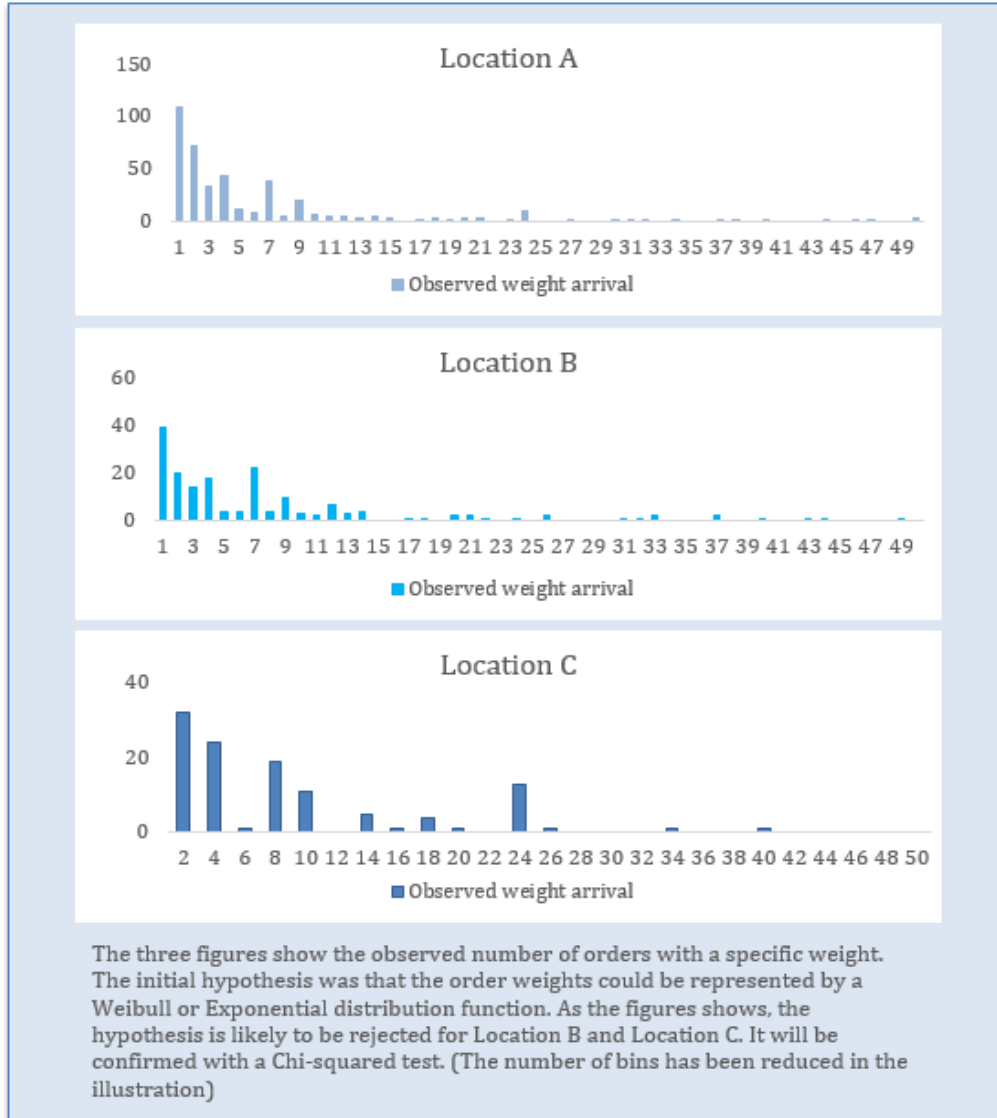 Location A
150
100
50
0
1 3 5 7 9 11 13 15 17 19 21 23 25 27 29 31 33 35 37 39 41 43 45 47 49
Observed weight arrival
Location B
60
40
20
0
1 3 5 7 9 11 13 15 17 19 21 23 25 27 29 31 33 35 37 39 41 43 45 47 49
Observed weight arrival
Location C
40
20
0
2 4 6 8 10 12 14 16 18 20 22 24 26 28 30 32 34 36 38 40 42 44 46 48 50
Observed weight arrival
The three figures show the observed number of orders with a specific weight.
The initial hypothesis was that the order weights could be represented by a
Weibull or Exponential distribution function. As the figures shows, the
hypothesis is likely to be rejected for Location B and Location C. It will be
confirmed with a Chi-squared test. (The number of bins has been reduced in the
illustration)